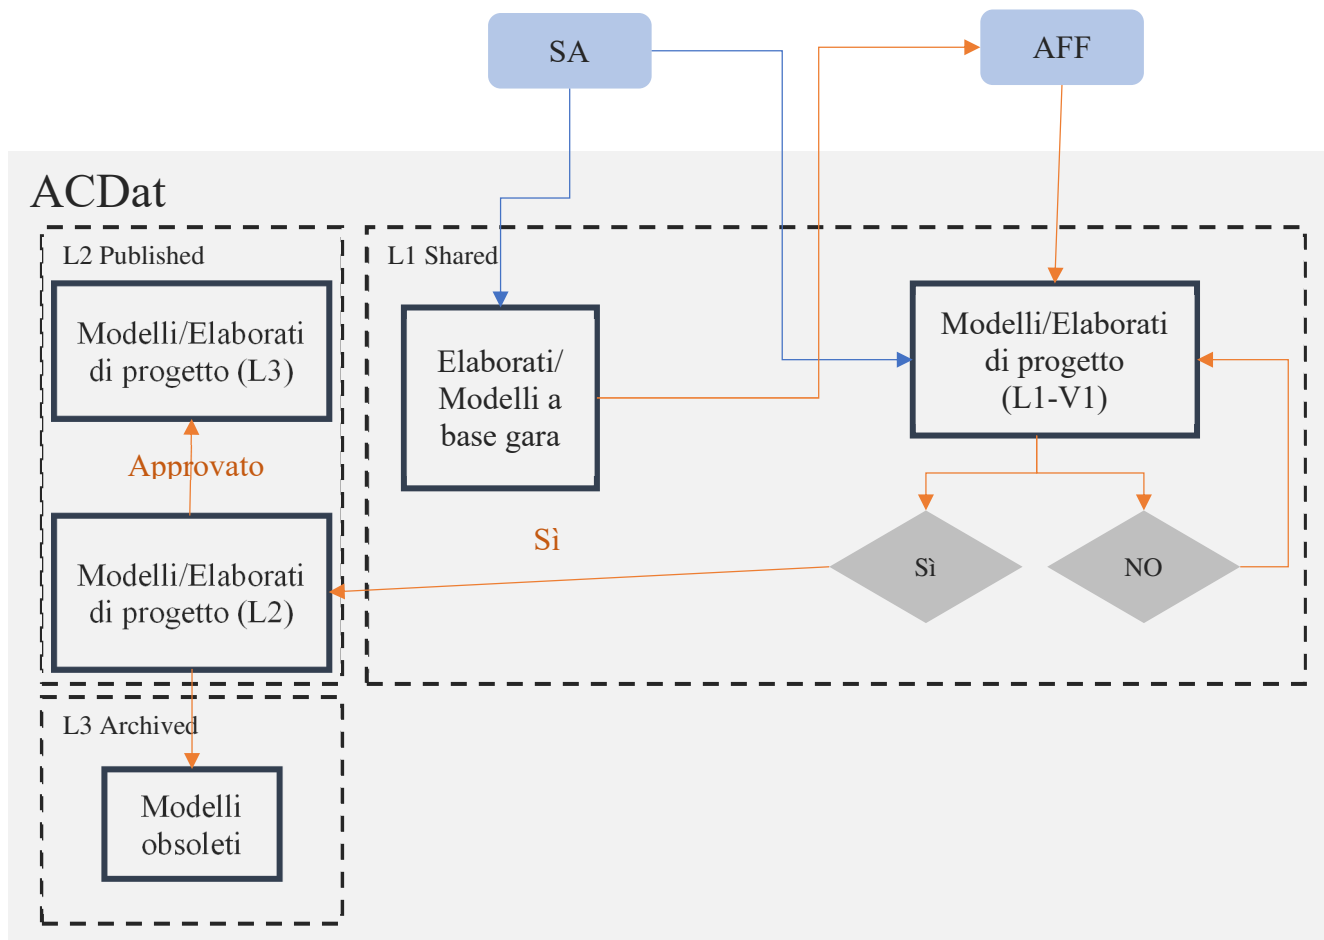 SA
AFF
ACDat
L2 Published
Modelli/Elaborati
di progetto (L3)
Approvato
Modelli/Elaborati
di progetto (L2)
L3 Archived
Modelli
obsoleti
L1 Shared
Elaborati/
Modelli a
base gara
Modelli/Elaborati
di progetto
(L1-V1)
Sì
Sì
NO